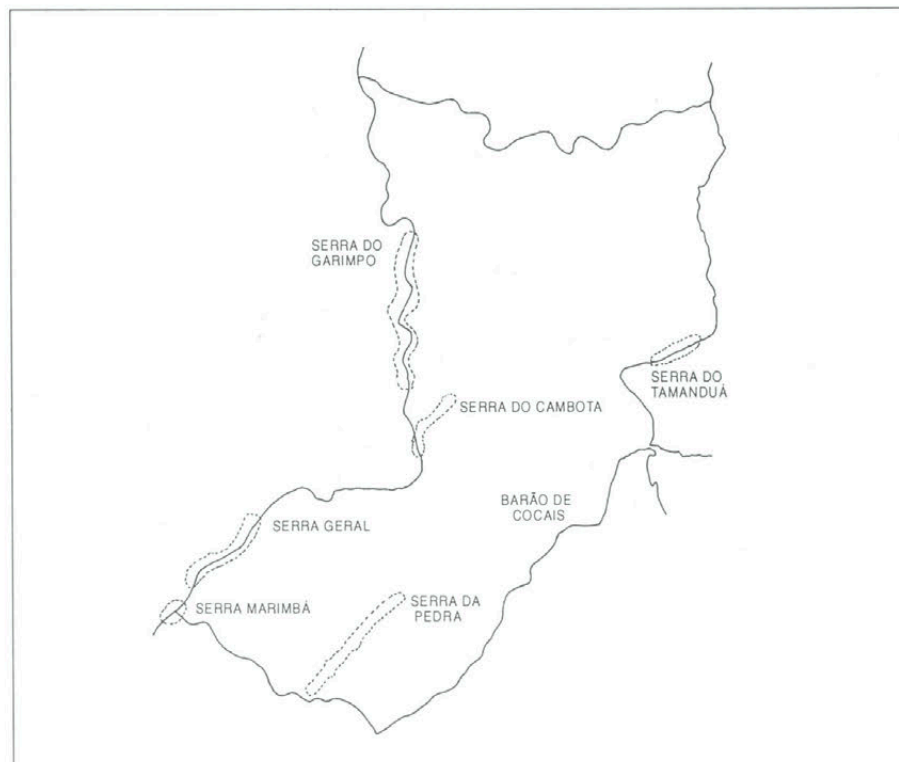 SERRA DO
GARIMPO
SERRA DO
TAMANDUÁ
SERRA DO CAMBOTA
BARÃO DE
COCAIS
SERRA GERAL
SERRA DA
PEDRA
SERRA MARIMBÁ